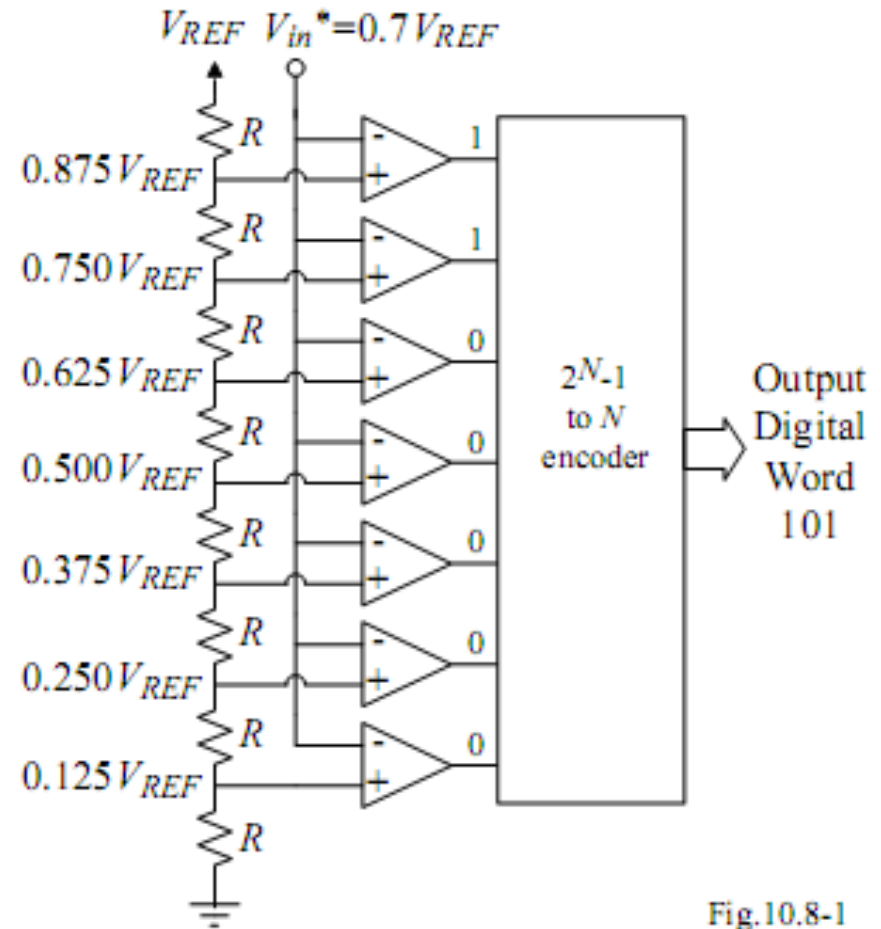 VREF Vin*=0.7VREF
R
- 1
0.875VREF +
R
- 1
0.750VREF +
R
- 0
0.625VREF +
R
- 0
0.500VREF +
R
- 0
0.375VREF +
R
- 0
0.250VREF +
R
- 0
0.125VREF +
R
2N-1
to N
encoder
Output
Digital
Word
101
Fig.10.8-1